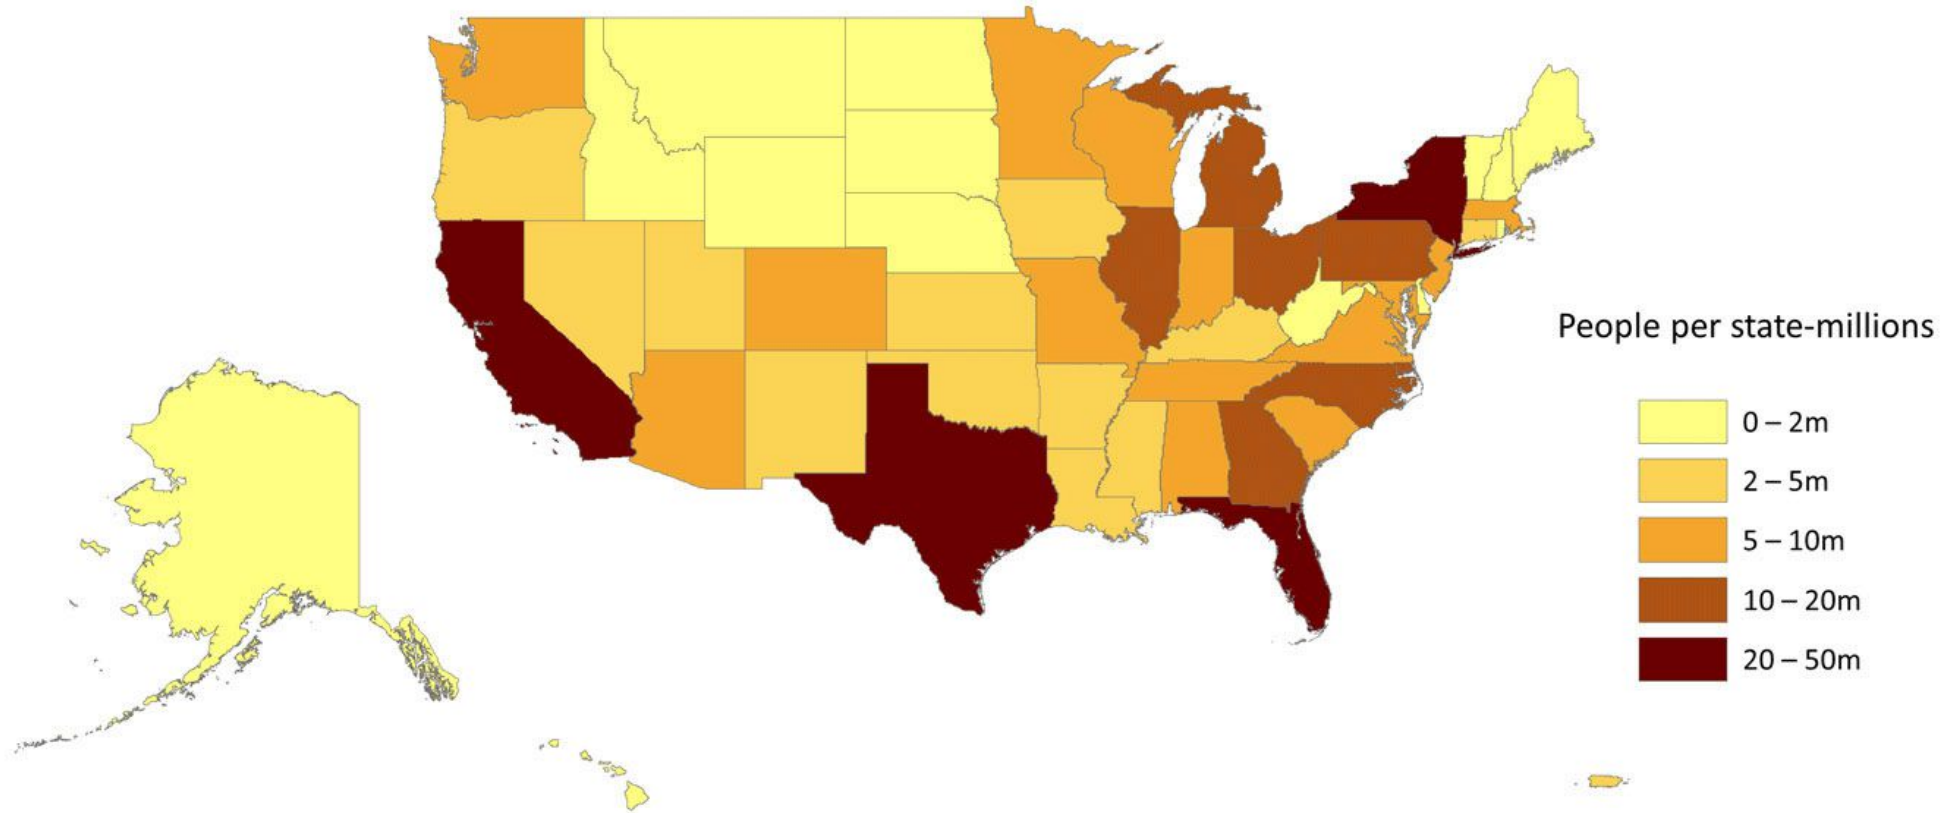 People per state-millions
0 – 2m
2 – 5m
5 – 10m
10 – 20m
20 – 50m